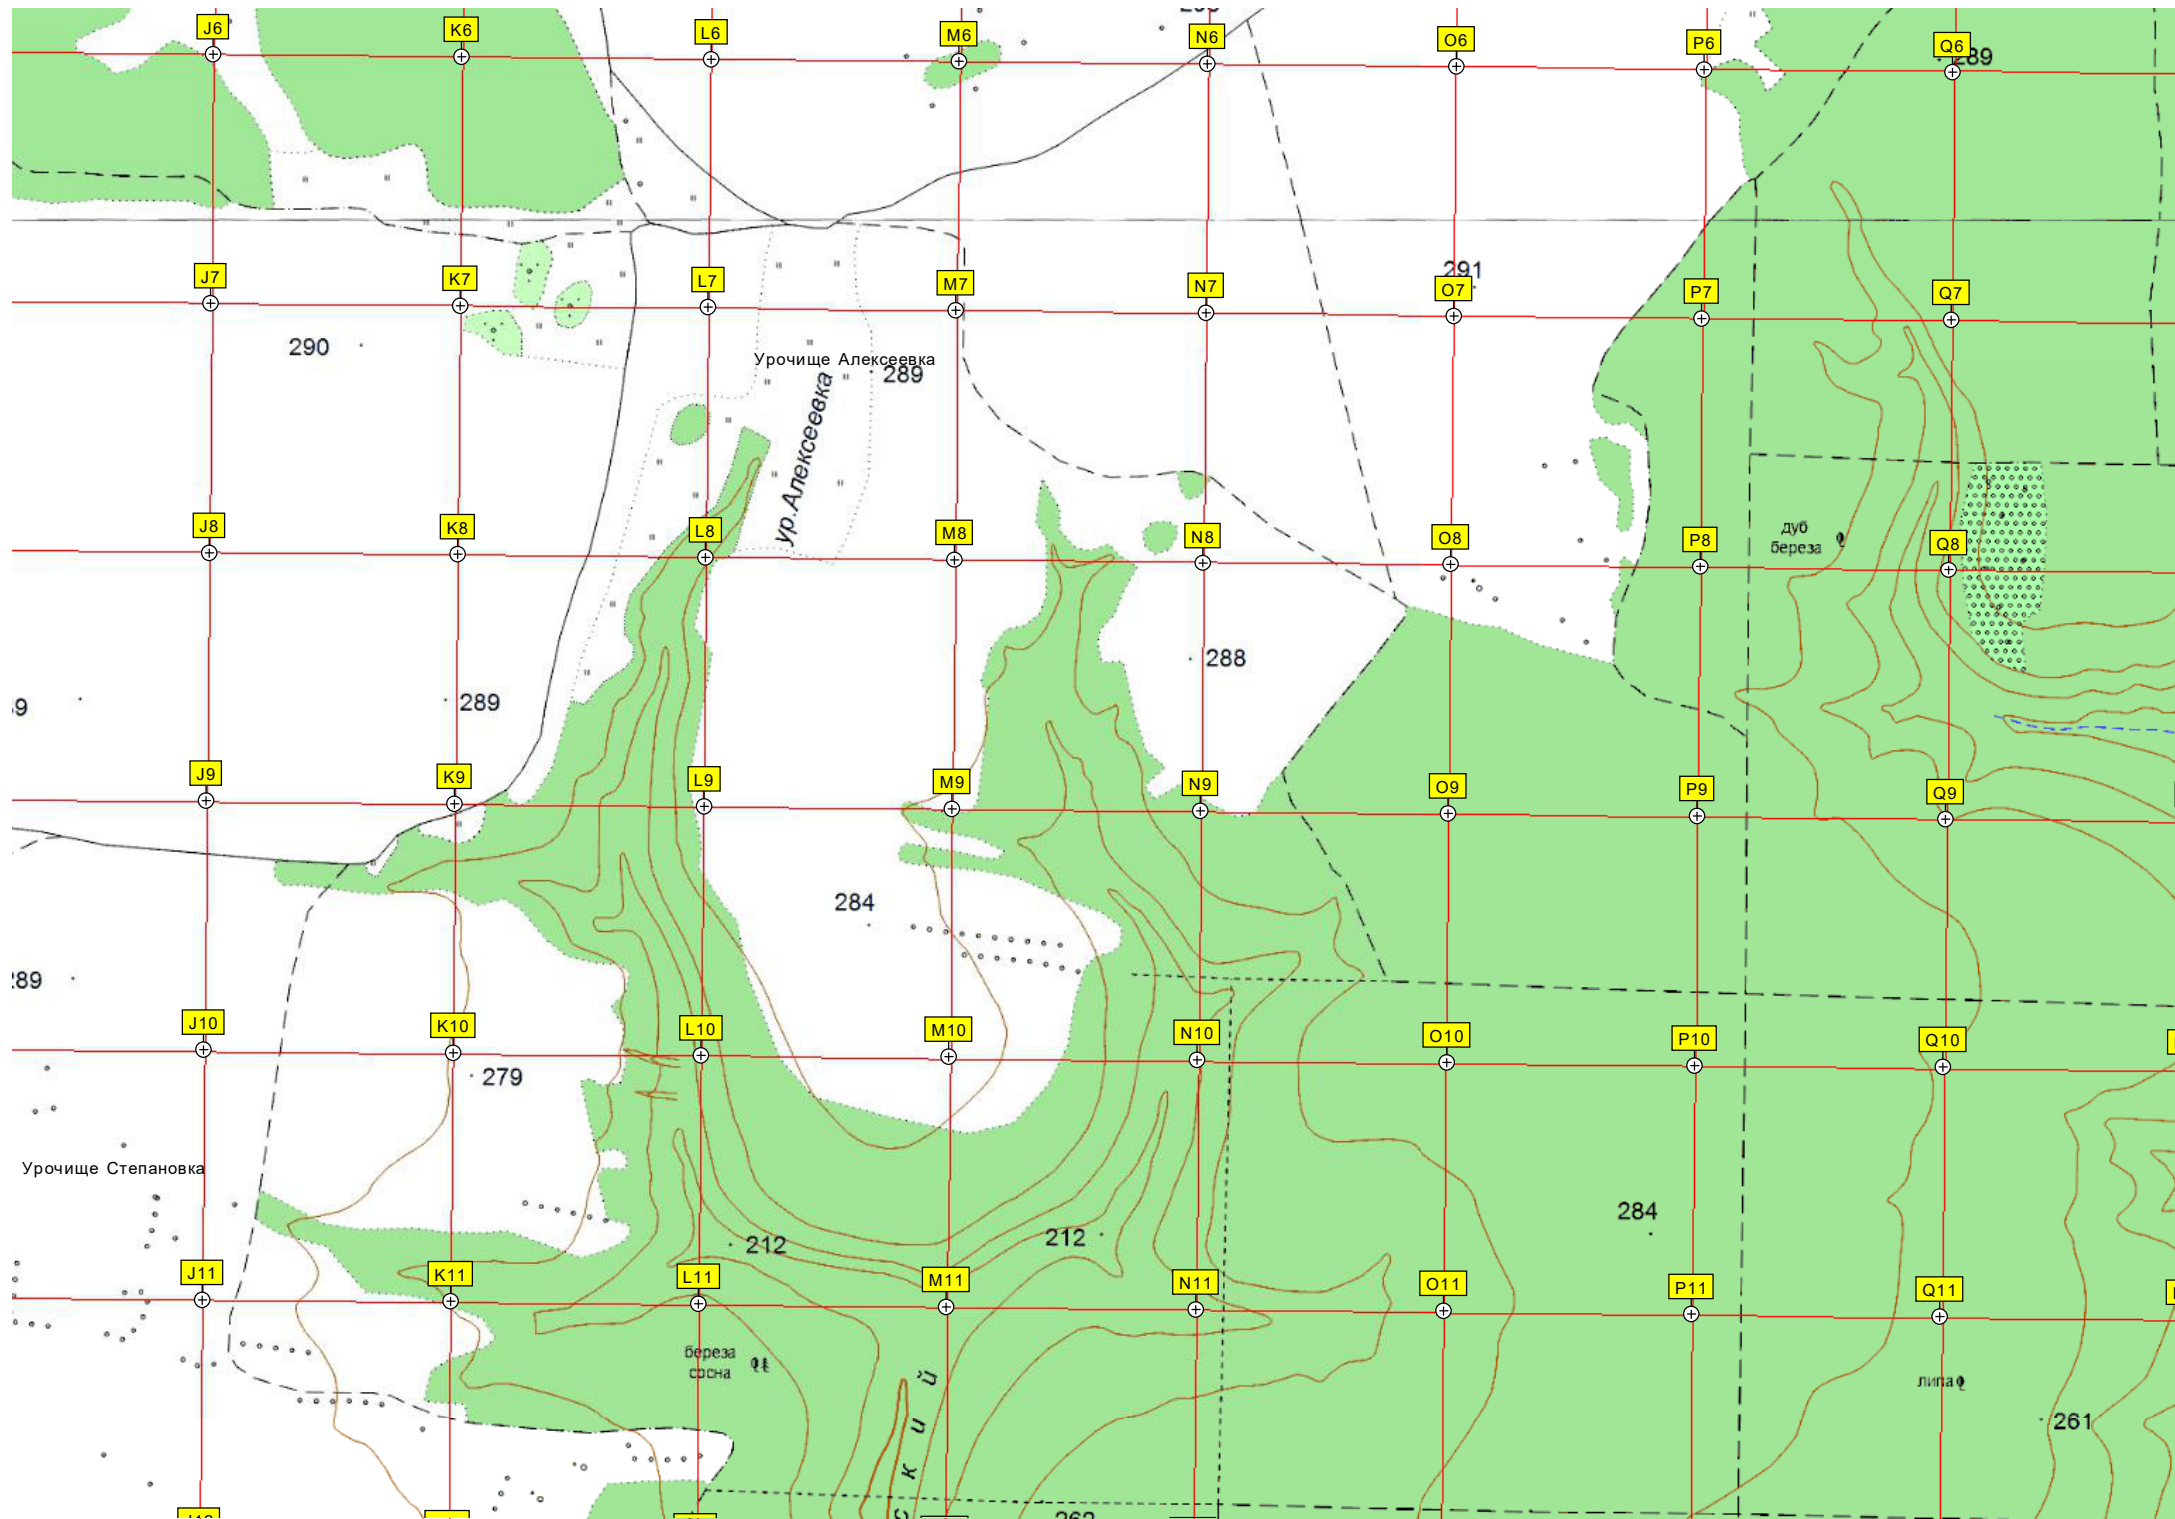 J6 K6 L6 M6 N6 O6 P6 Q6
289
J7 K7 L7 M7 N7 O7 P7 Q7
291
290
Урочище Алексеевка
289
ур.Алексеевка
J8 K8 L8 M8 N8 O8 P8 Q8
дуб
береза
288
289
J9 K9 L9 M9 N9 O9 P9 Q9
284
J10 K10 L10 M10 N10 O10 P10 Q10
279
Урочище Степановка
284
212
212
J11 K11 L11 M11 N11 O11 P11 Q11
береза
сосна
липа
261
с к и й